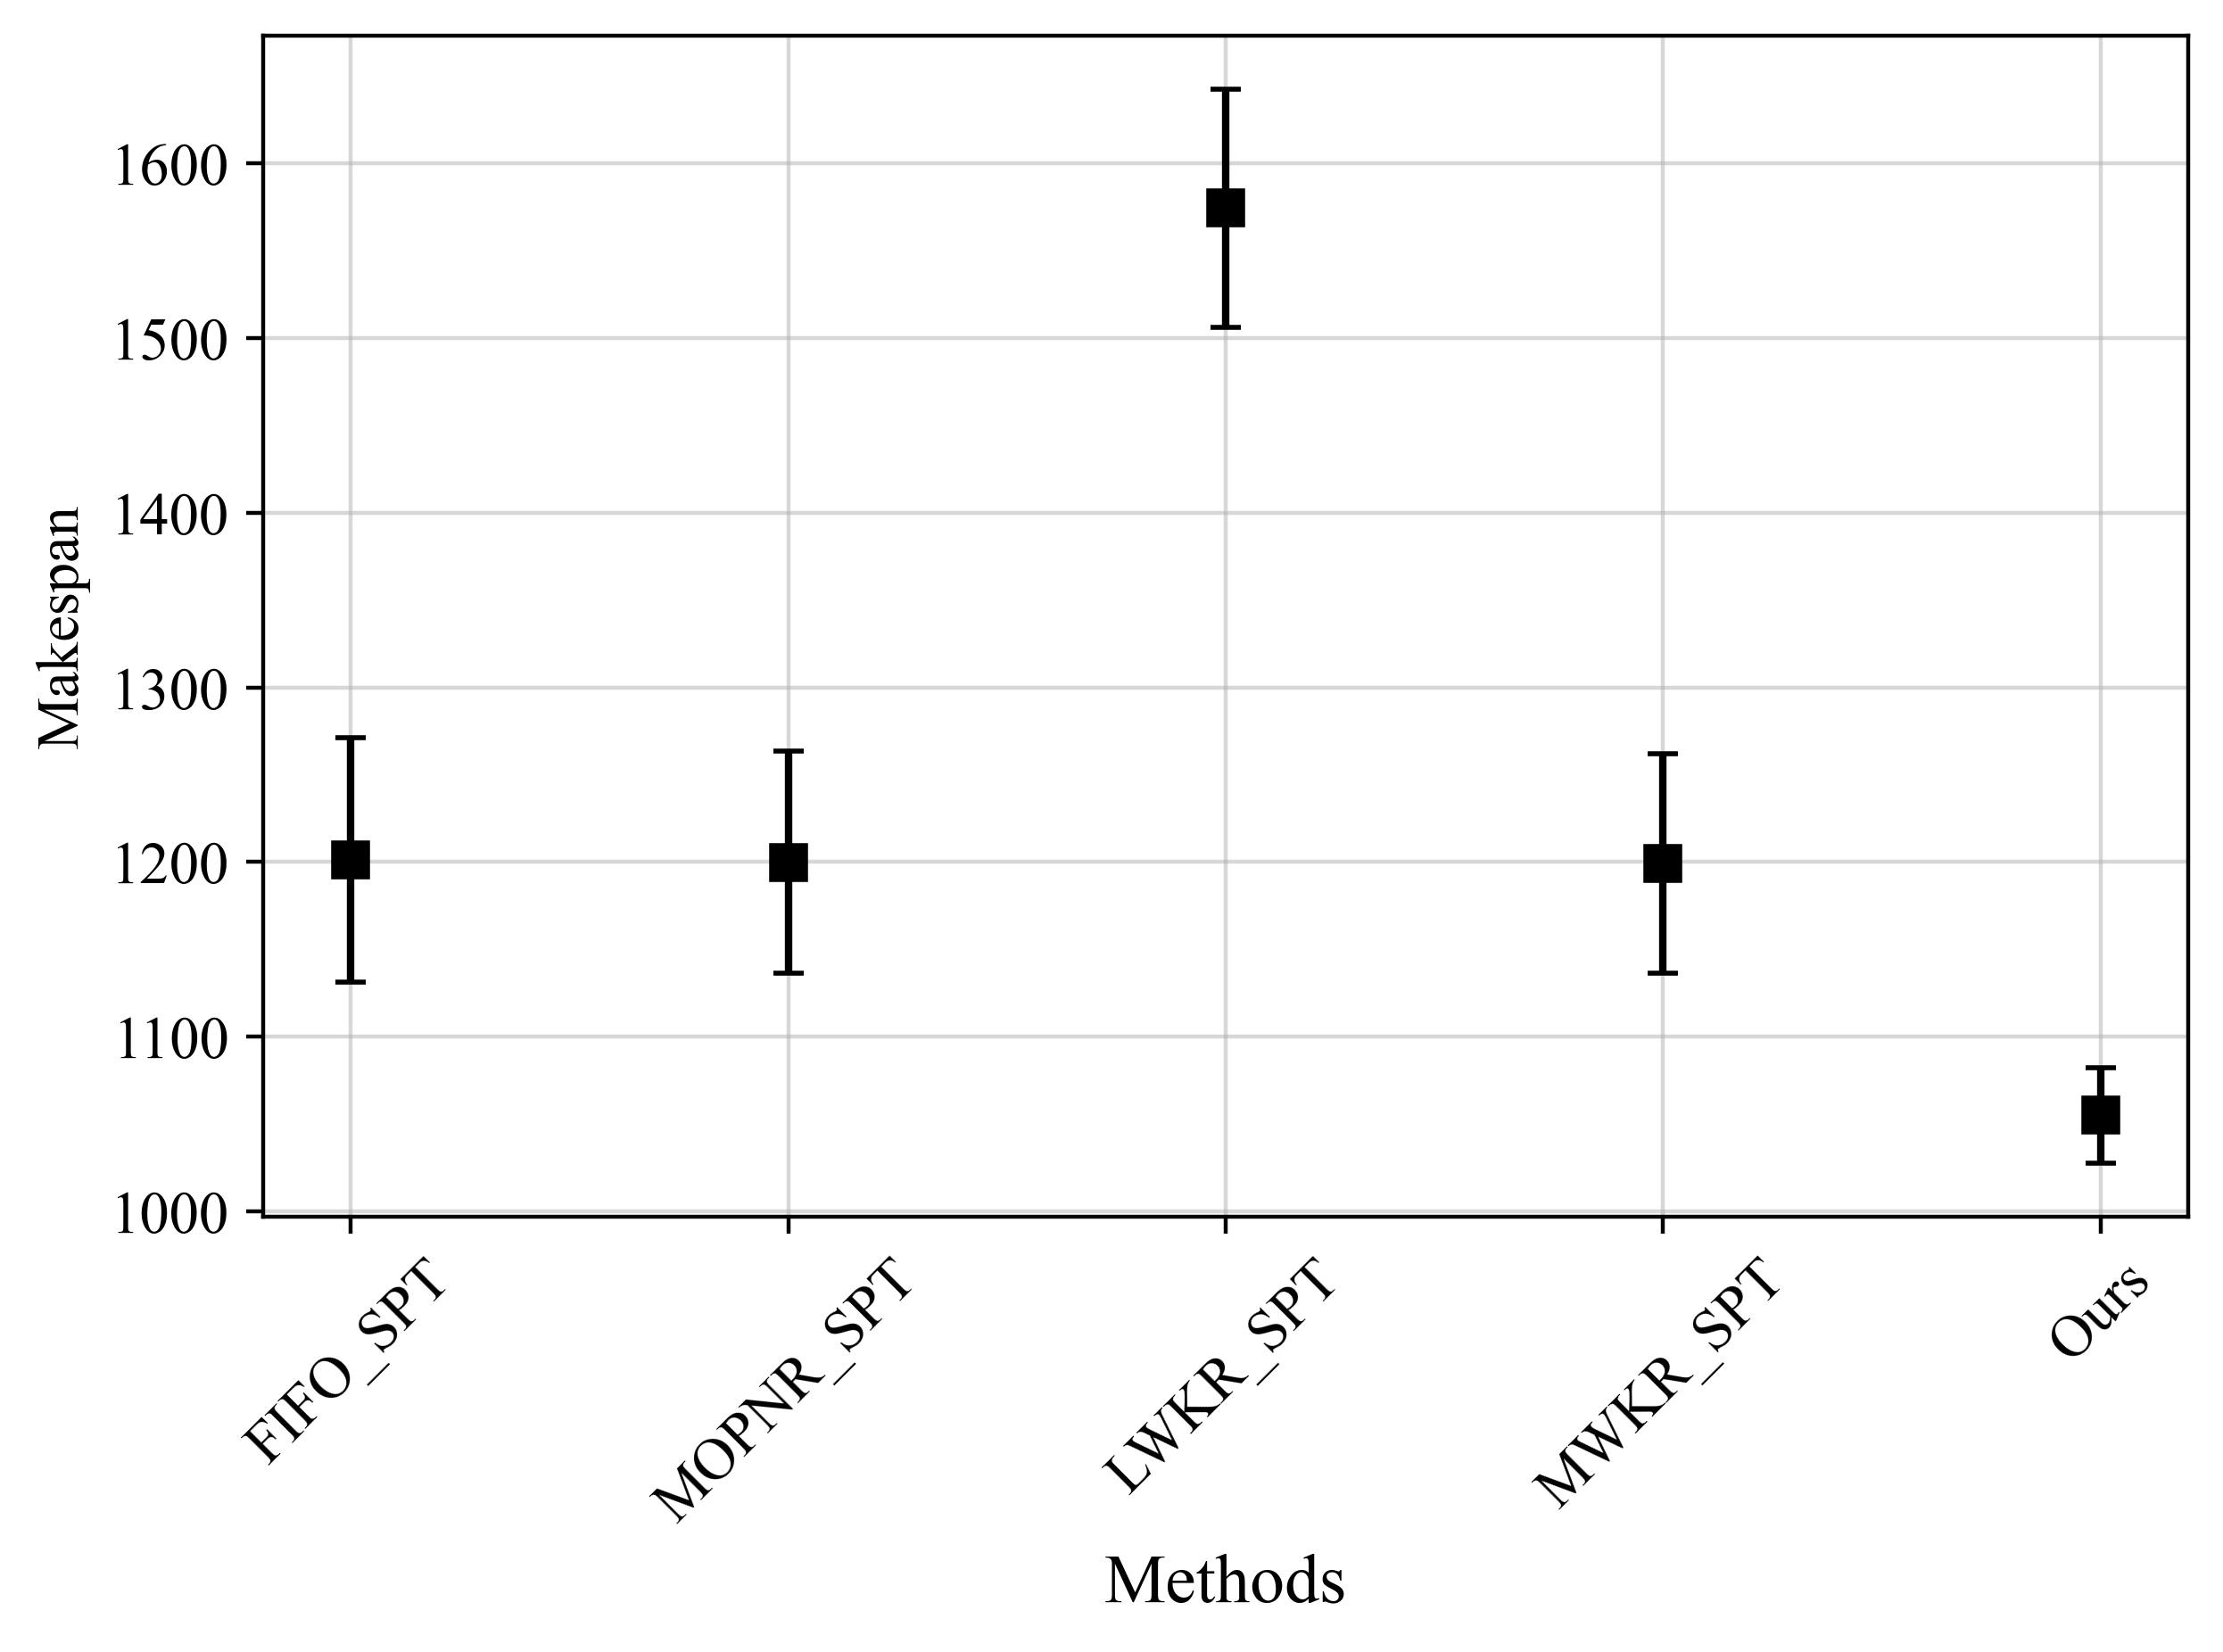 Makespan
1600
1500
1400
1300
1200
1100
1000
FIFO_SPT
MOPNR_SPT
LWKR_SPT
MWKR_SPT
Ours
Methods